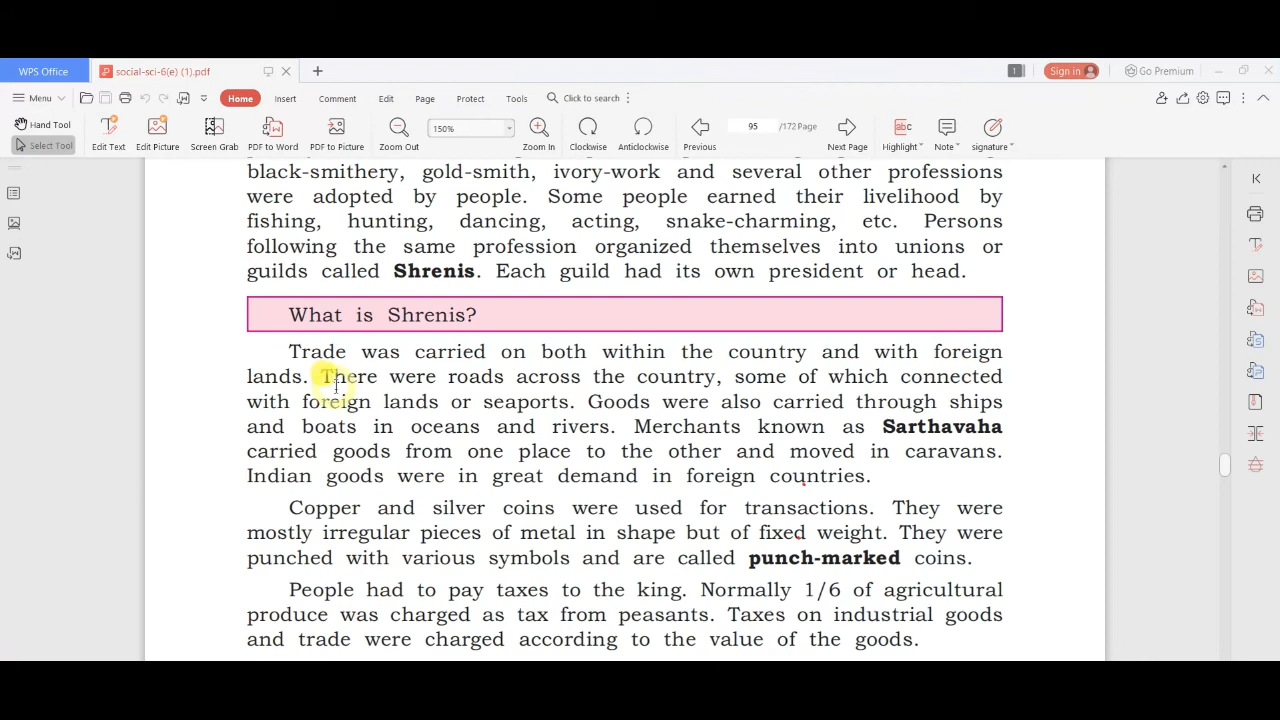 WPS Office
social-sci-6(e) (1).pdf
1
Sign in
Go Premium
Menu
Home
Insert
Comment
Edit
Page
Protect
Tools
Click to search
Hand Tool
Select Tool
Edit Text
Edit Picture
Screen Grab
PDF to Word
PDF to Picture
Zoom Out
150%
Zoom In
Clockwise
Anticlockwise
Previous
95
/172 Page
Next Page
Highlight
Note
signature
black-smithery, gold-smith, ivory-work and several other professions
were adopted by people. Some people earned their livelihood by
fishing, hunting, dancing, acting, snake-charming, etc. Persons
following the same profession organized themselves into unions or
guilds called Shrenis. Each guild had its own president or head.
What is Shrenis?
Trade was carried on both within the country and with foreign
lands. There were roads across the country, some of which connected
with foreign lands or seaports. Goods were also carried through ships
and boats in oceans and rivers. Merchants known as Sarthavaha
carried goods from one place to the other and moved in caravans.
Indian goods were in great demand in foreign countries.
Copper and silver coins were used for transactions. They were
mostly irregular pieces of metal in shape but of fixed weight. They were
punched with various symbols and are called punch-marked coins.
People had to pay taxes to the king. Normally 1/6 of agricultural
produce was charged as tax from peasants. Taxes on industrial goods
and trade were charged according to the value of the goods.